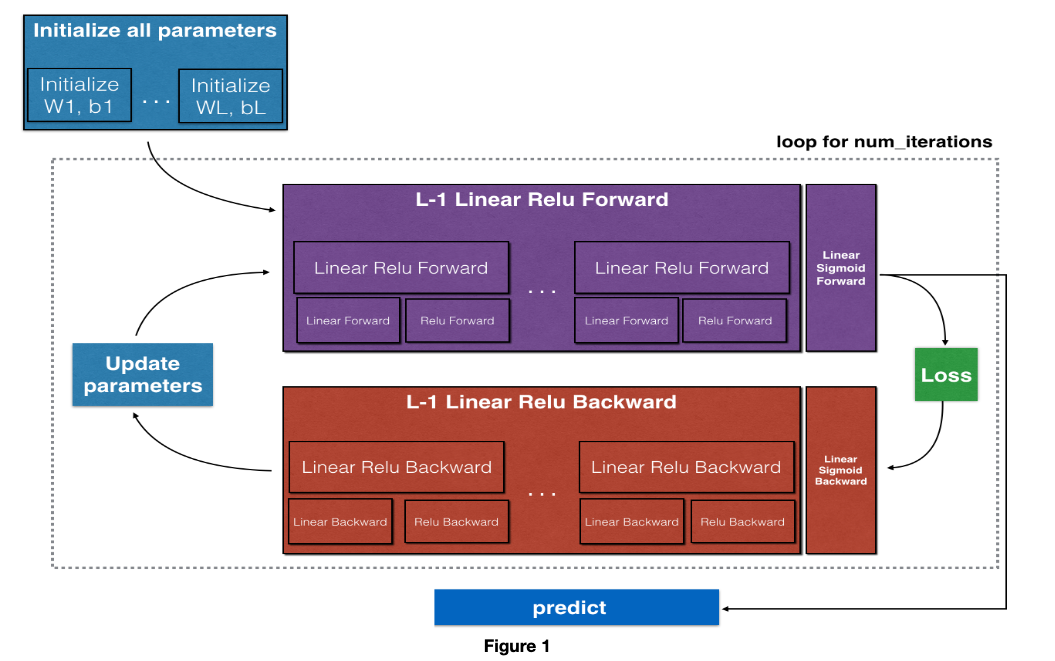 Initialize all parameters
Initialize
W1, b1
. . .
Initialize
WL, bL
loop for num_iterations
L-1 Linear Relu Forward
Linear Relu Forward
Linear Forward
Relu Forward
. . .
Linear Relu Forward
Linear Forward
Relu Forward
Linear
Sigmoid
Forward
Update
parameters
Loss
L-1 Linear Relu Backward
Linear Relu Backward
Linear Backward
Relu Backward
. . .
Linear Relu Backward
Linear Backward
Relu Backward
Linear
Sigmoid
Backward
predict
Figure 1